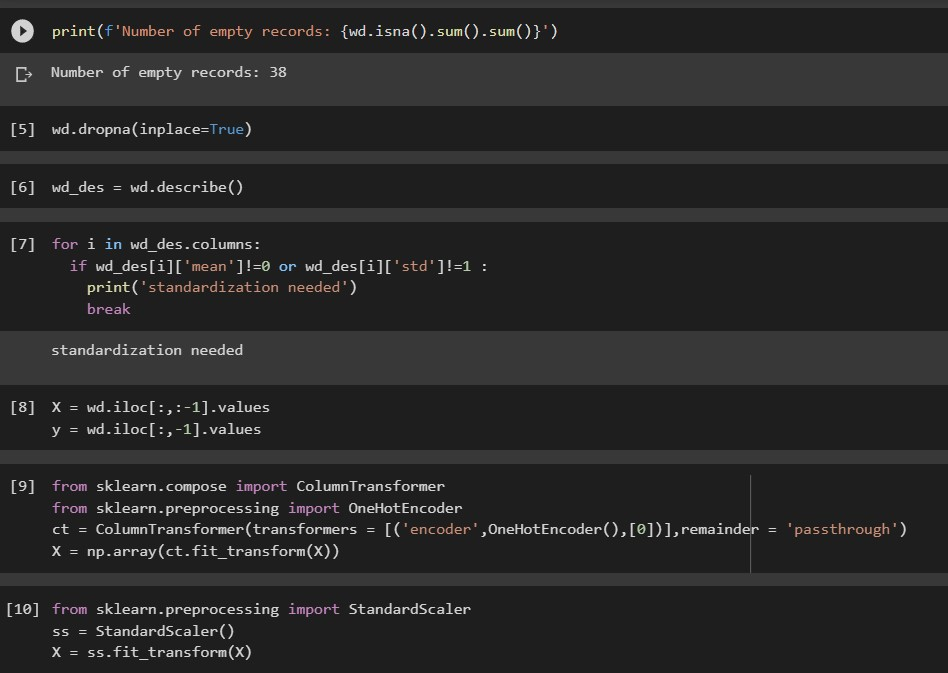 print(f'Number of empty records: {wd.isna().sum().sum()}')
Number of empty records: 38
[5] wd.dropna(inplace=True)
[6] wd_des = wd.describe()
[7] for i in wd_des.columns:
if wd_des[i]['mean']!=0 or wd_des[i]['std']!=1 :
print('standardization needed')
break
standardization needed
[8] X = wd.iloc[:,:-1].values
y = wd.iloc[:,-1].values
[9] from sklearn.compose import ColumnTransformer
from sklearn.preprocessing import OneHotEncoder
ct = ColumnTransformer(transformers = [('encoder',OneHotEncoder(),[0])],remainder = 'passthrough')
X = np.array(ct.fit_transform(X))
[10] from sklearn.preprocessing import StandardScaler
ss = StandardScaler()
X = ss.fit_transform(X)